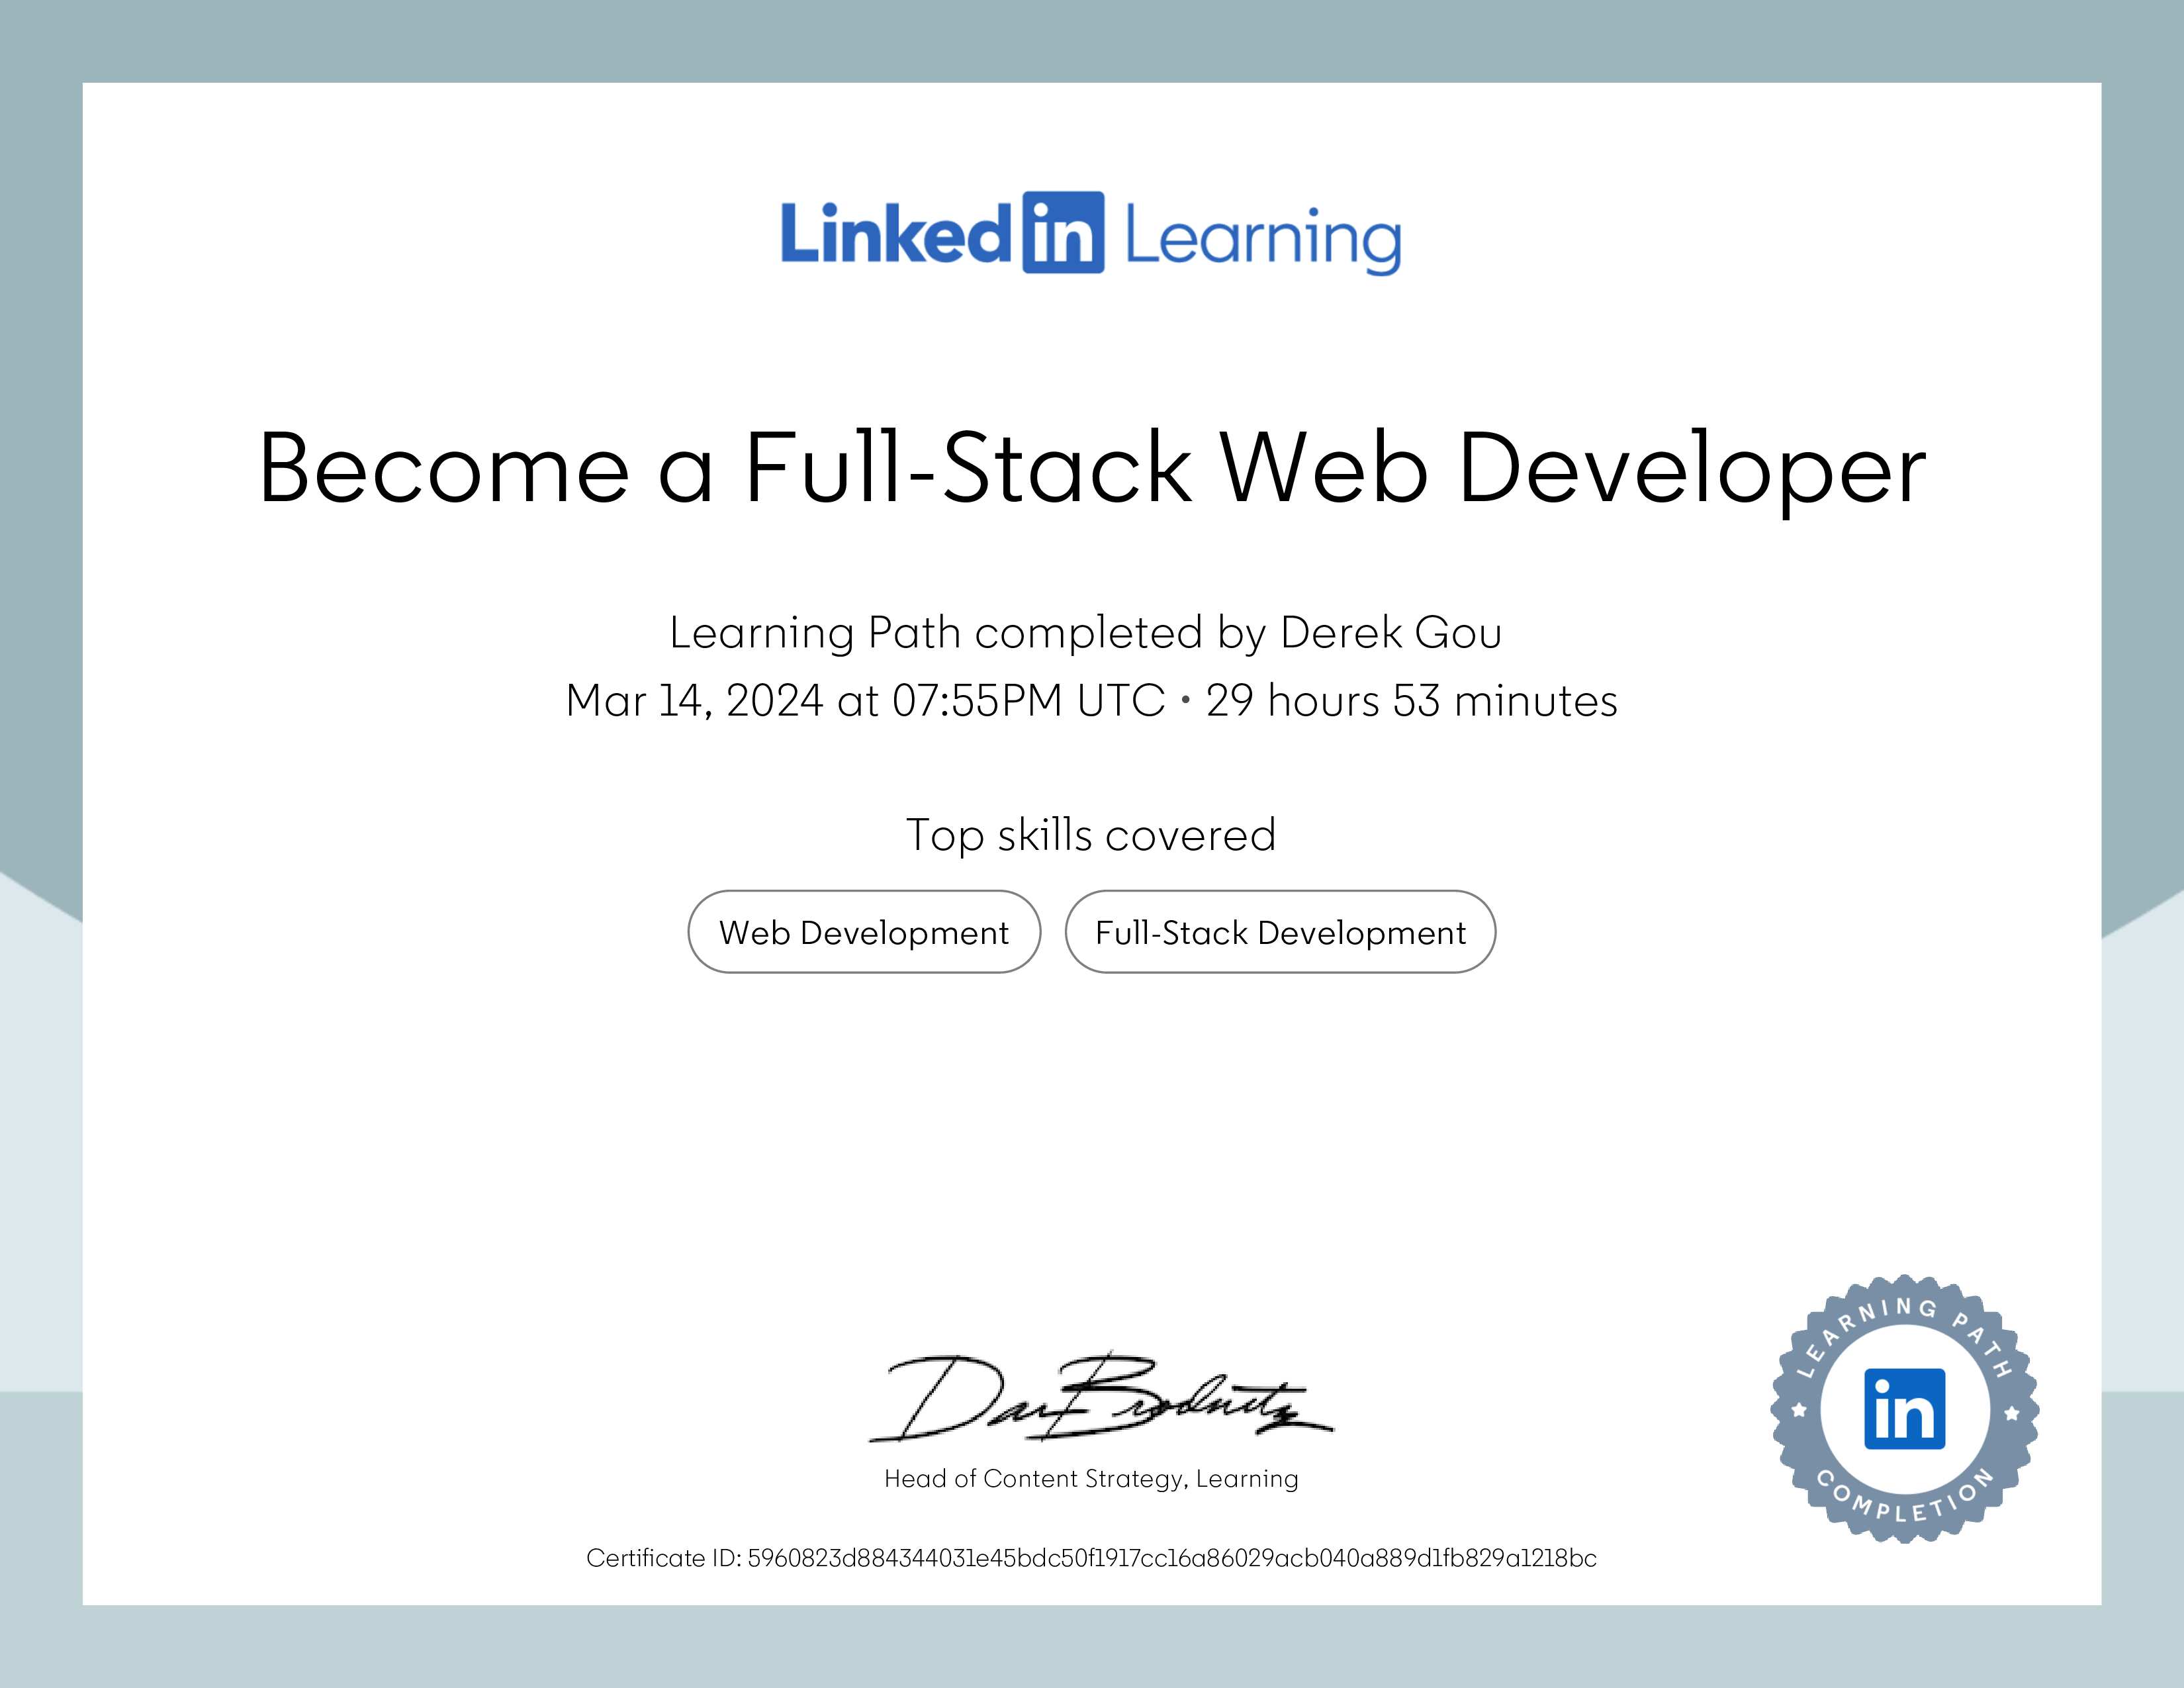 Linked in Learning
Become a Full-Stack Web Developer
Learning Path completed by Derek Gou
Mar 14, 2024 at 07:55PM UTC • 29 hours 53 minutes
Top skills covered
Web Development
Full-Stack Development
Head of Content Strategy, Learning
LEARNING PATH
in
COMPLETION
Certificate ID: 5960823d884344031e45bdc50f1917cc16a86029acb040a889d1fb829a1218bc